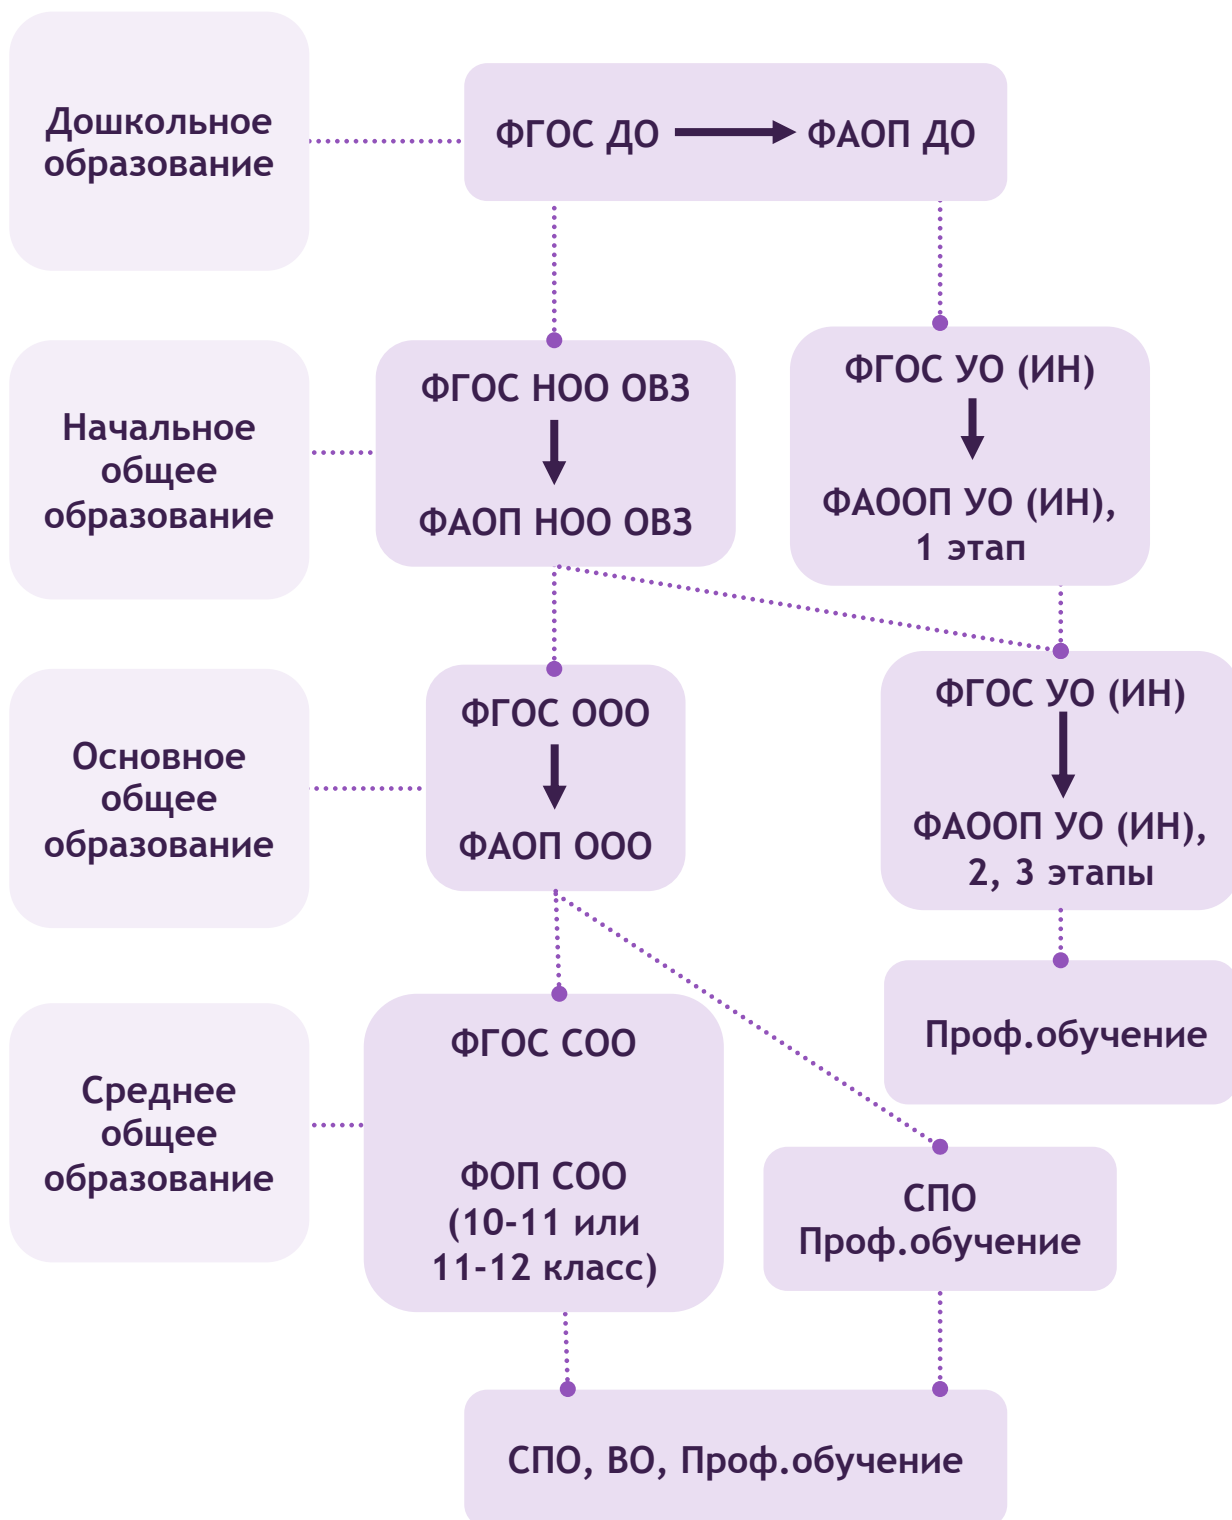 Дошкольное
образование
ФГОС ДО
ФАОП ДО
Начальное
общее
образование
ФГОС НОО ОВЗ
ФАОП НОО ОВЗ
ФГОС УО (ИН)
ФАООП УО (ИН),
1 этап
Основное
общее
образование
ФГОС ООО
ФАОП ООО
ФГОС УО (ИН)
ФАООП УО (ИН),
2, 3 этапы
Проф.обучение
Среднее
общее
образование
ФГОС СОО
ФОП СОО
(10-11 или
11-12 класс)
СПО
Проф.обучение
СПО, ВО, Проф.обучение